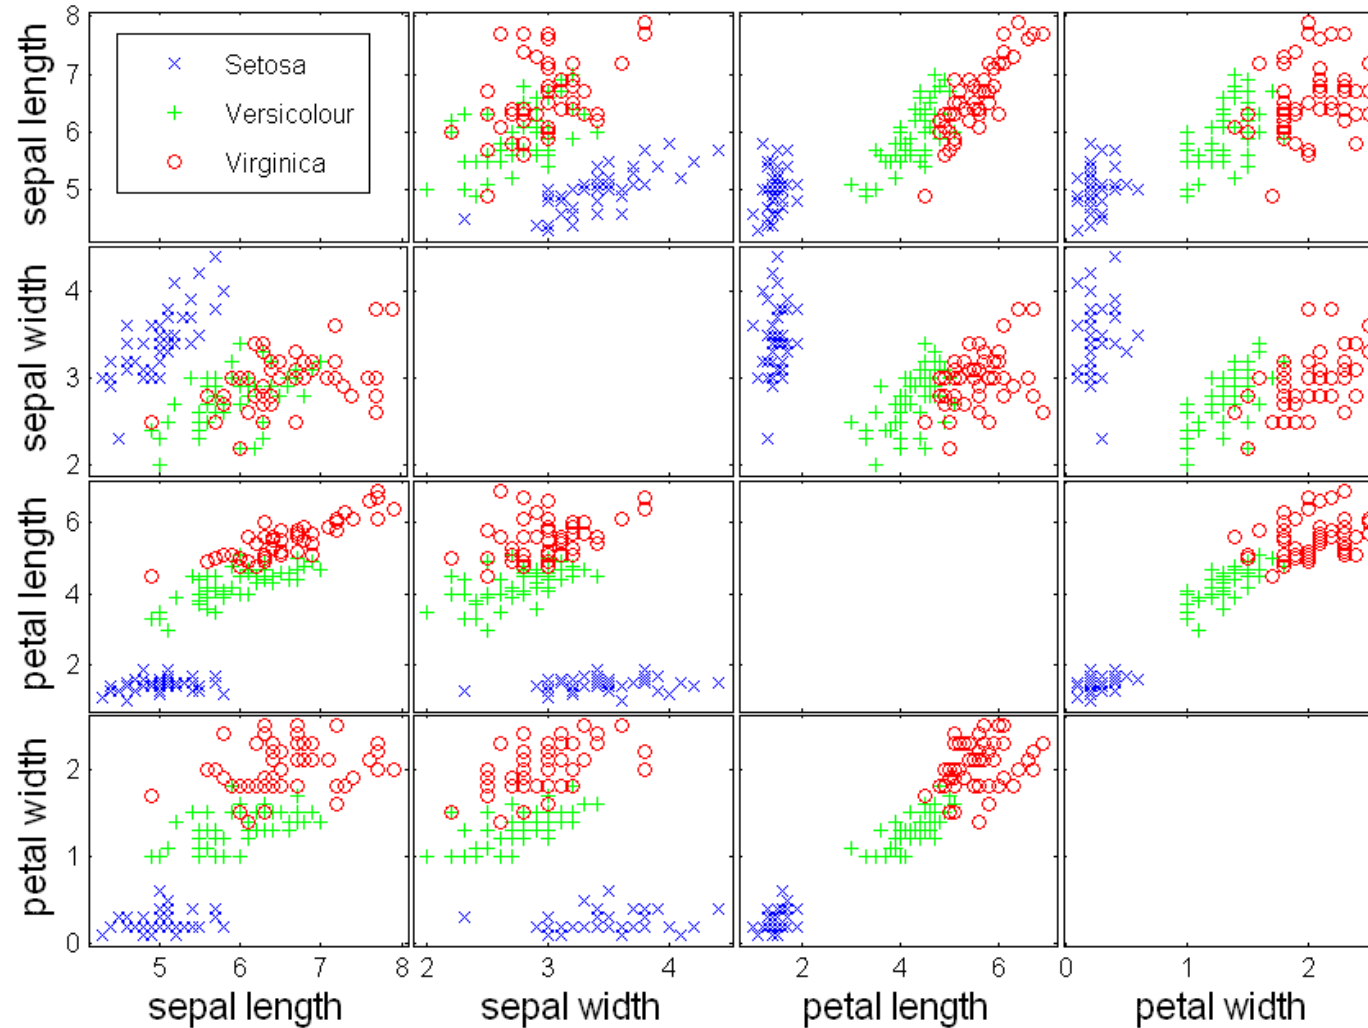 sepal length
8
7
6
5
Setosa
Versicolour
Virginica
sepal width
4
3
2
petal length
6
4
2
petal width
2
1
0
5 6 7 8 2 3 4 2 4 6 0 1 2
sepal length sepal width petal length petal width